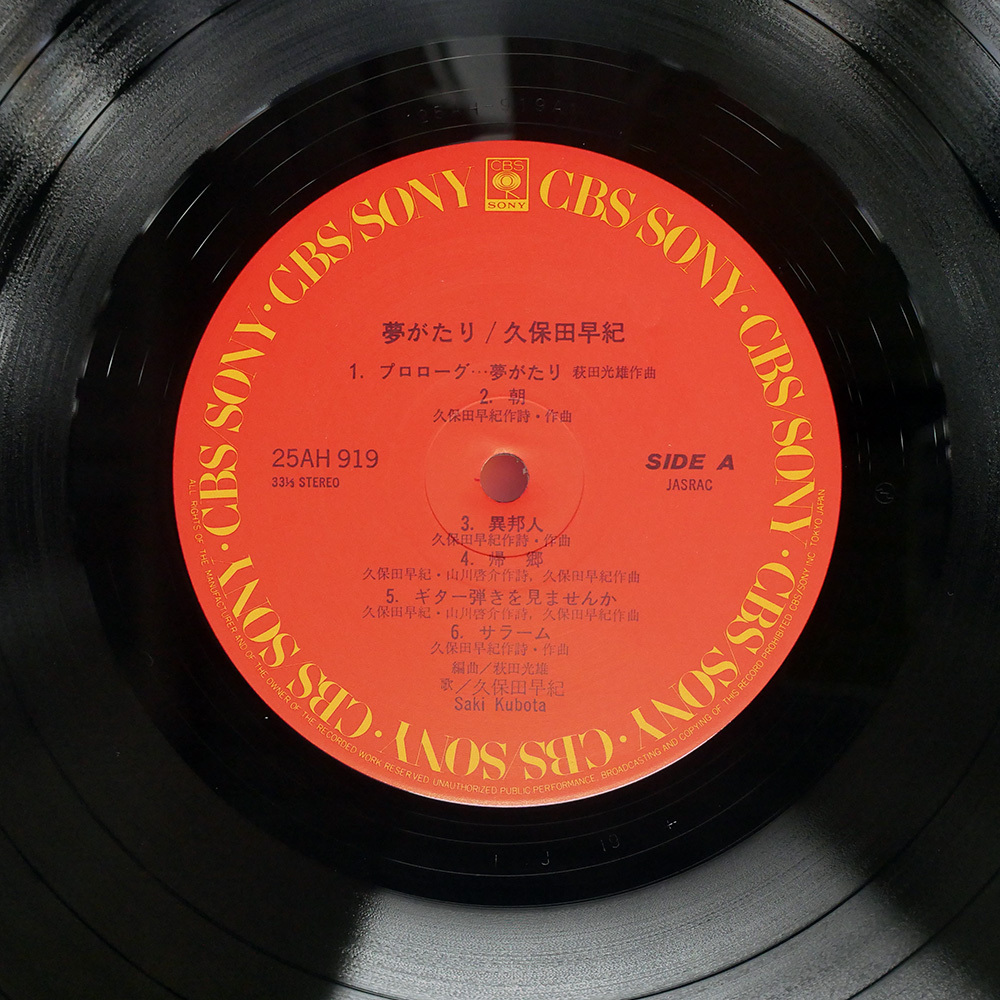 25AH 919A1
CBS
SONY
CBS/SONY · CBS/SONY · CBS/SONY · CBS/SONY · CBS/SONY · CBS/SONY · CBS/SONY · CBS/SONY
夢がたり / 久保田早紀
1. プロローグ…夢がたり 萩田光雄作曲
2. 朝
久保田早紀作詩・作曲
25AH 919
33⅓ STEREO
SIDE A
JASRAC
3. 異邦人
久保田早紀作詩・作曲
4. 帰 郷
久保田早紀・山川啓介作詩, 久保田早紀作曲
5. ギター弾きを見ませんか
久保田早紀・山川啓介作詩, 久保田早紀作曲
6. サラーム
久保田早紀作詩・作曲
編曲/萩田光雄
歌/久保田早紀
Saki Kubota
ALL RIGHTS OF THE MANUFACTURER AND OF THE OWNER OF THE RECORDED WORK RESERVED. UNAUTHORIZED PUBLIC PERFORMANCE, BROADCASTING AND COPYING OF THIS RECORD PROHIBITED CBS/SONY INC. TOKYO JAPAN
1 J 10 A